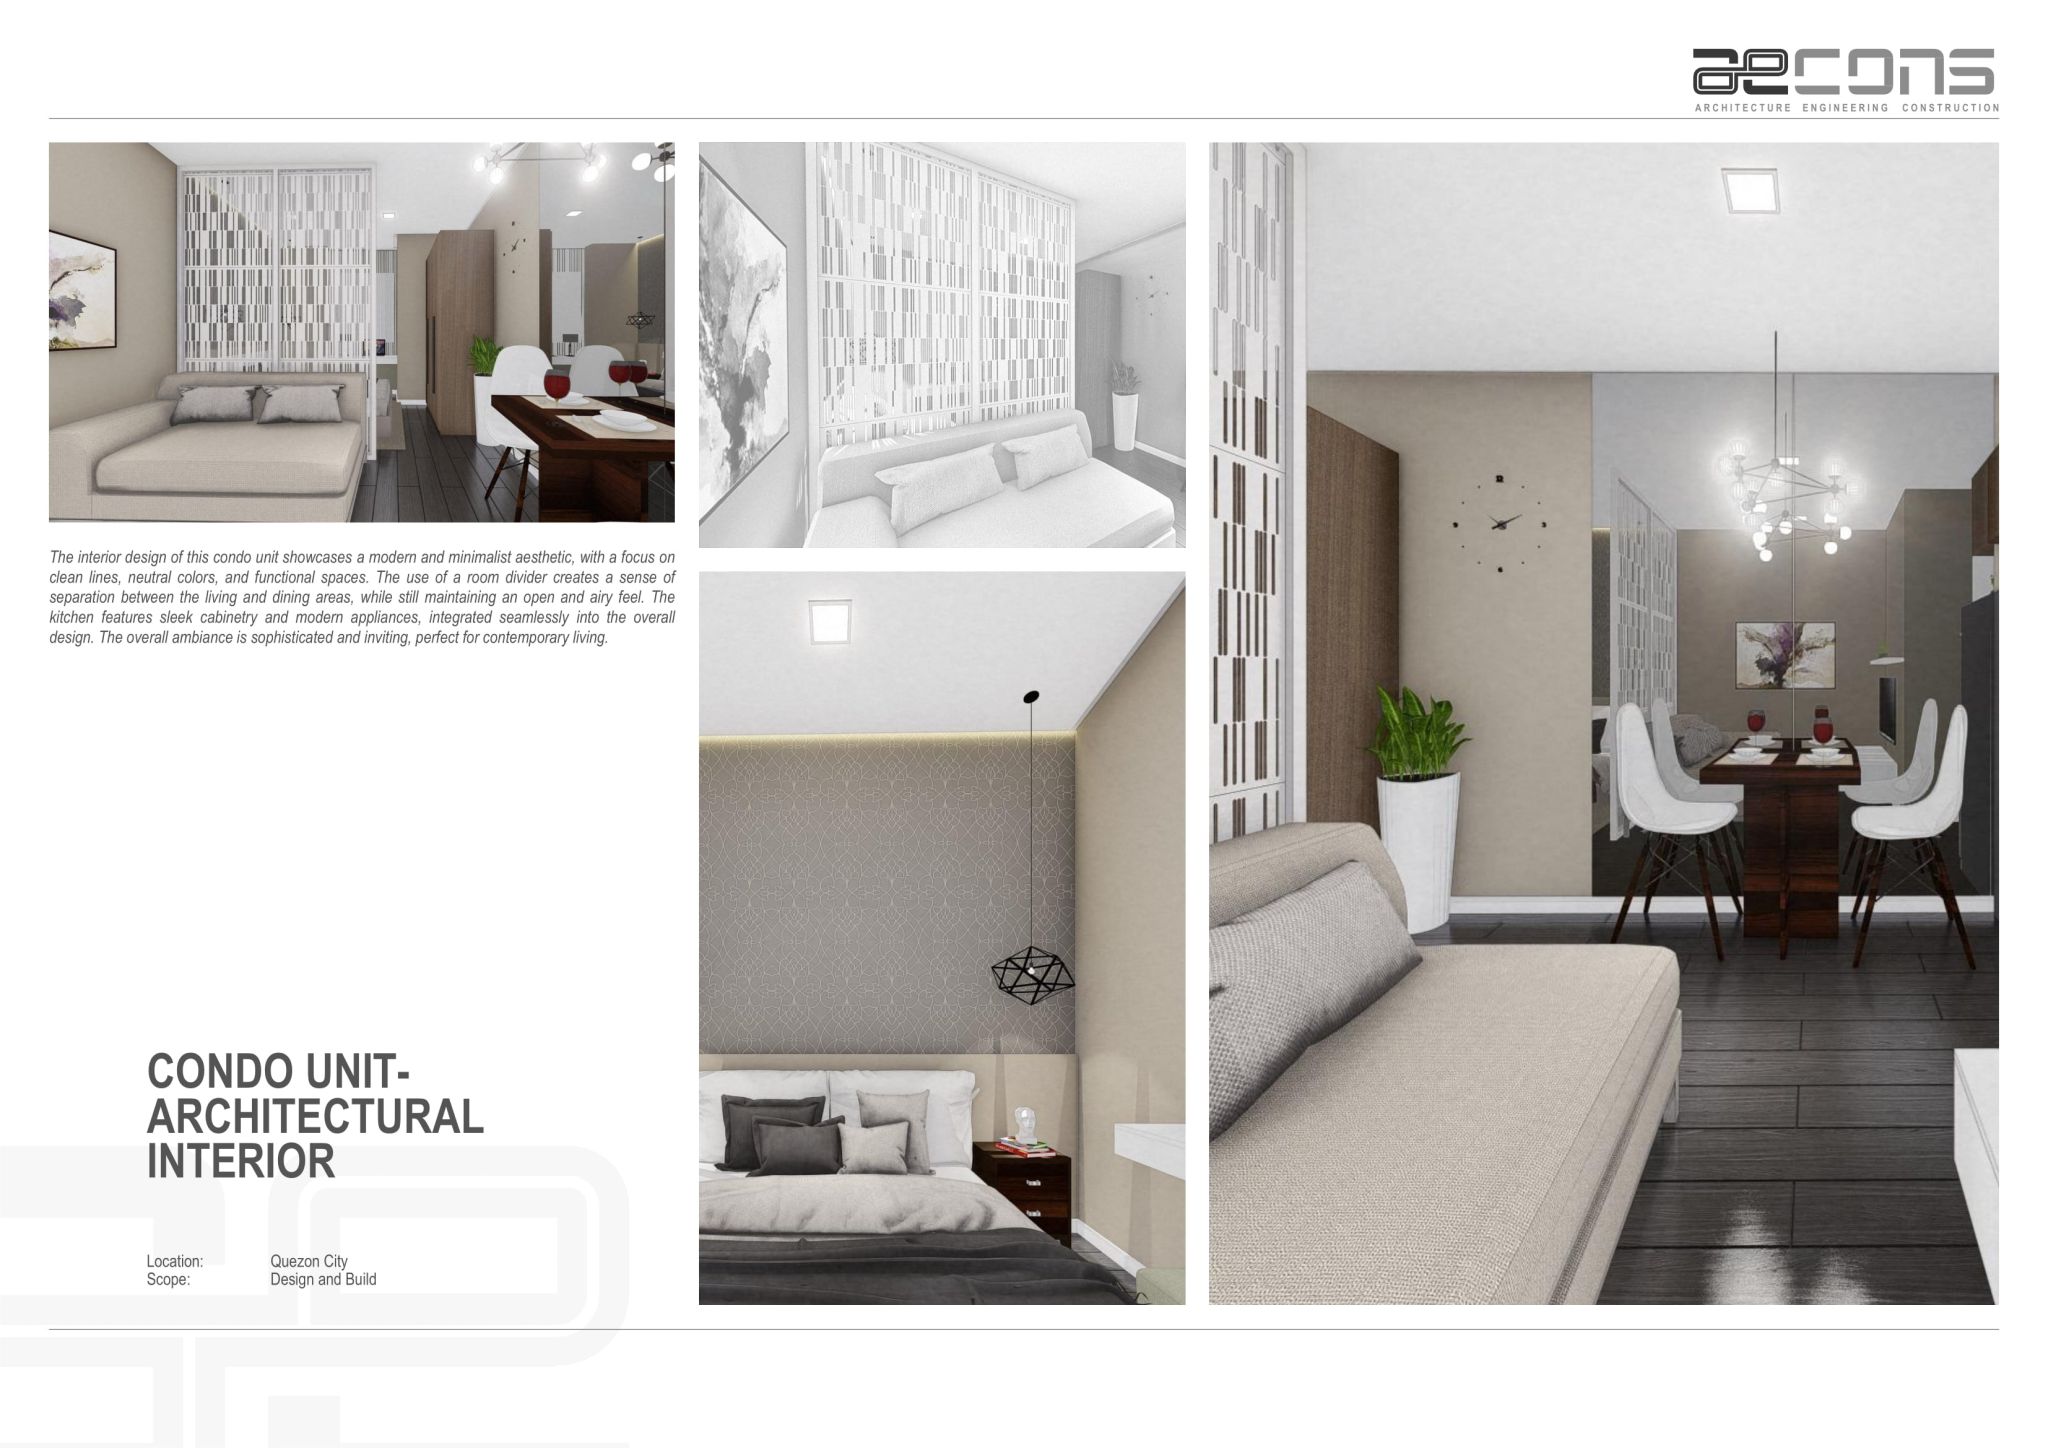 aecons
ARCHITECTURE ENGINEERING CONSTRUCTION
The interior design of this condo unit showcases a modern and minimalist aesthetic, with a focus on
clean lines, neutral colors, and functional spaces. The use of a room divider creates a sense of
separation between the living and dining areas, while still maintaining an open and airy feel. The
kitchen features sleek cabinetry and modern appliances, integrated seamlessly into the overall
design. The overall ambiance is sophisticated and inviting, perfect for contemporary living.
CONDO UNIT-
ARCHITECTURAL
INTERIOR
Location: Quezon City
Scope: Design and Build